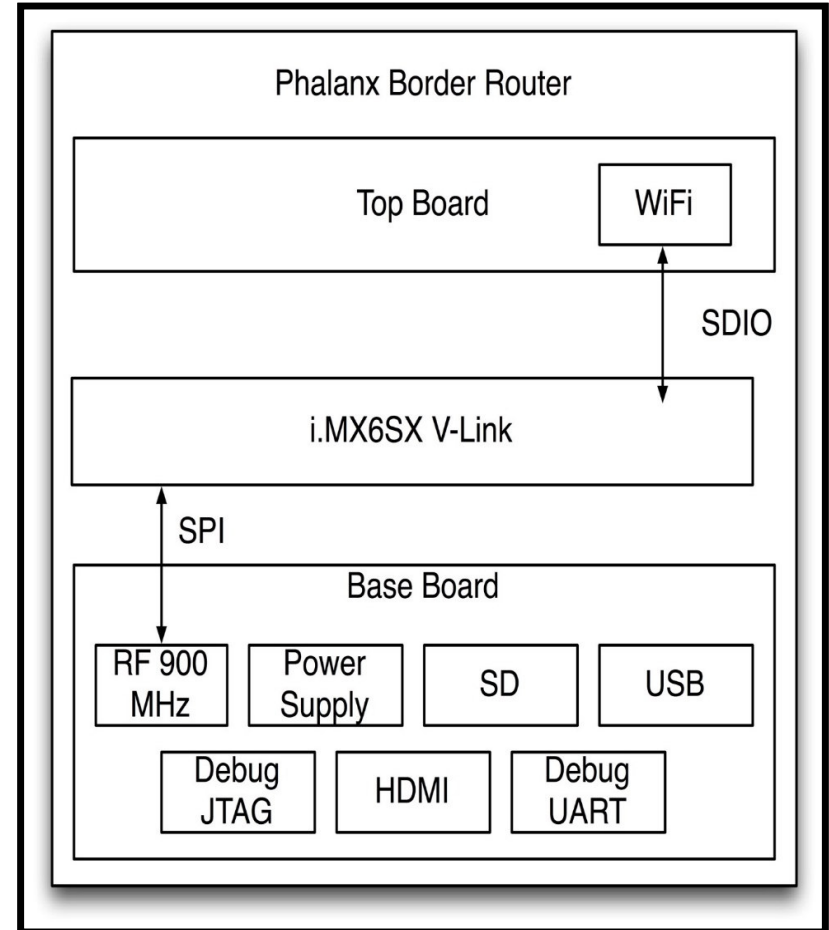 Phalanx Border Router
Top Board
WiFi
SDIO
i.MX6SX V-Link
SPI
Base Board
RF 900
MHz
Power
Supply
SD
USB
Debug
JTAG
HDMI
Debug
UART